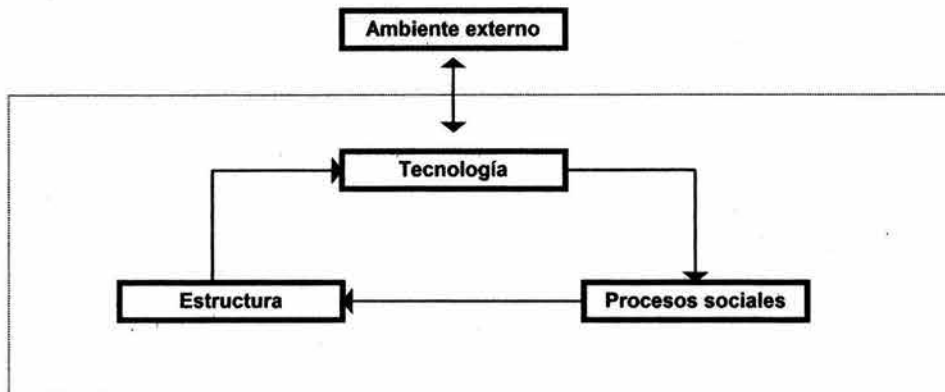 Ambiente externo
Tecnología
Estructura
Procesos sociales